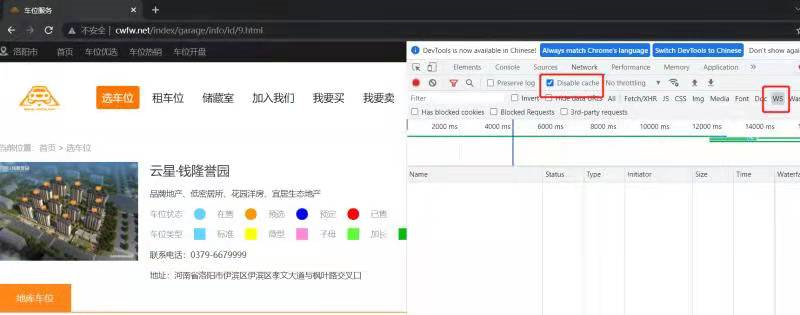 车位服务
不安全 | cwfw.net/index/garage/info/id/9.html
洛阳市 首页 车位优选 车位热销 车位开盘
选车位 租车位 储藏室 加入我们 我要买 我要卖
当前位置: 首页 > 选车位
云星·钱隆誉园
品牌地产、低密居所、花园洋房、宜居生态地产
车位状态 在售 预选 预定 已售
车位类型 标准 微型 子母 加长
联系电话: 0379-6679999
地址: 河南省洛阳市伊滨区伊滨区孝文大道与枫叶路交叉口
地库车位
DevTools is now available in Chinese! Always match Chrome's language Switch DevTools to Chinese Don't show again
Elements Console Sources Network Performance Memory Application
Preserve log Disable cache No throttling
Filter Invert Hide data URLs All Fetch/XHR JS CSS Img Media Font Doc WS Was
Has blocked cookies Blocked Requests 3rd-party requests
2000 ms 4000 ms 6000 ms 8000 ms 10000 ms 12000 ms 14000 ms
Name Status... Type Initiator Size Time Waterfa